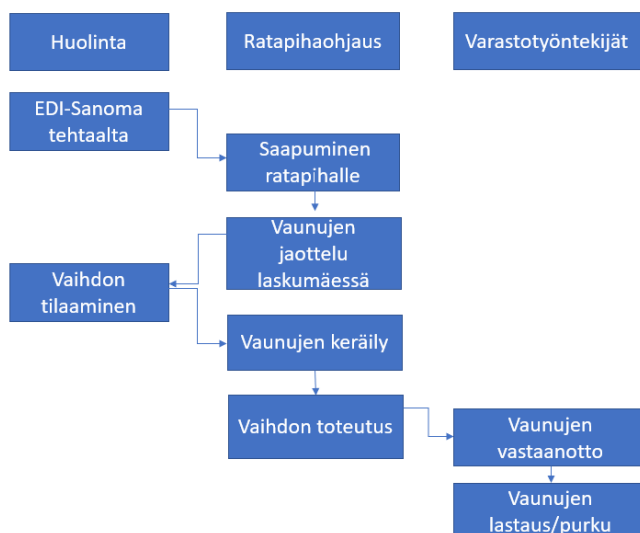 Huolinta
Ratapihaohjaus
Varastotyöntekijät
EDI-Sanoma
tehtaalta
Saapuminen
ratapihalle
Vaunujen
jaottelu
laskumäessä
Vaihdon
tilaaminen
Vaunujen keräily
Vaihdon toteutus
Vaunujen
vastaanotto
Vaunujen
lastaus/purku